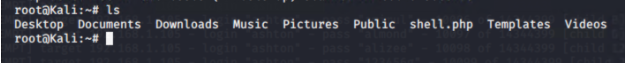 root@Kali:~# ls
Desktop Documents Downloads Music Pictures Public shell.php Templates Videos
root@Kali:~#